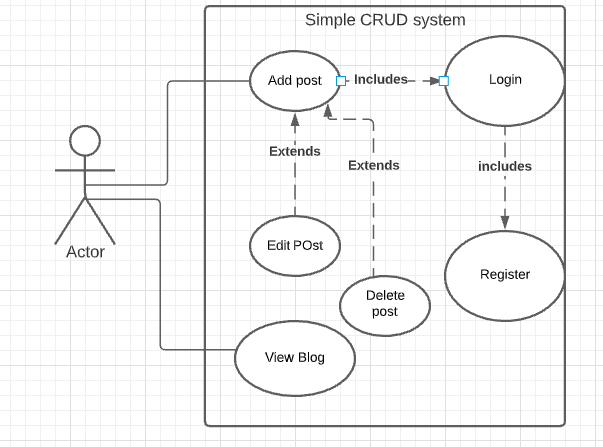 Simple CRUD system
Add post
Includes
Login
Extends
Extends
includes
Edit POst
Register
Actor
Delete
post
View Blog